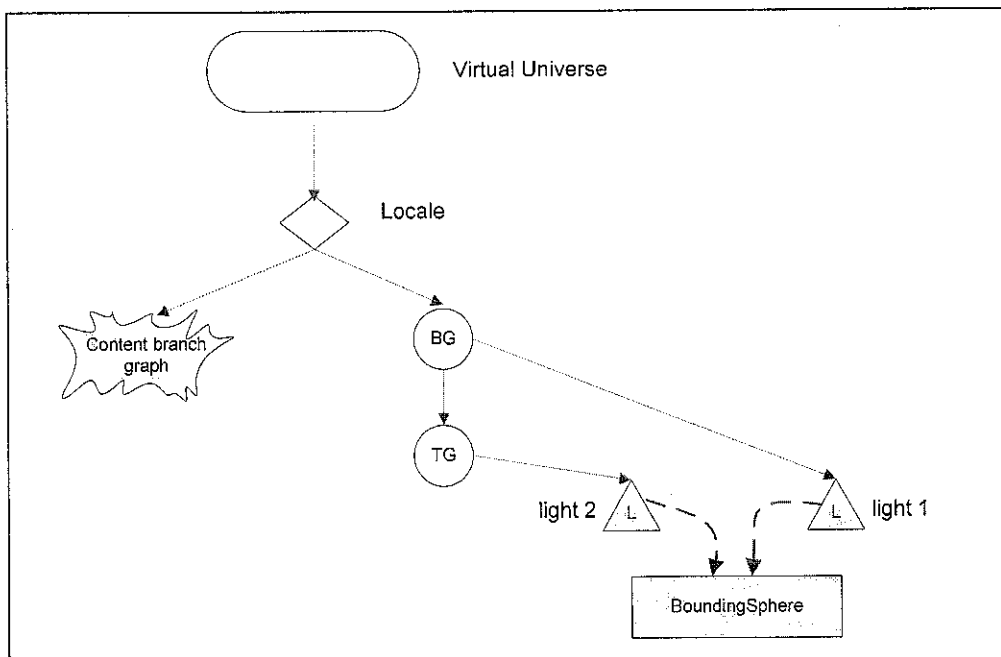 Virtual Universe
Locale
Content branch
graph
BG
TG
light 2
L
L
light 1
BoundingSphere